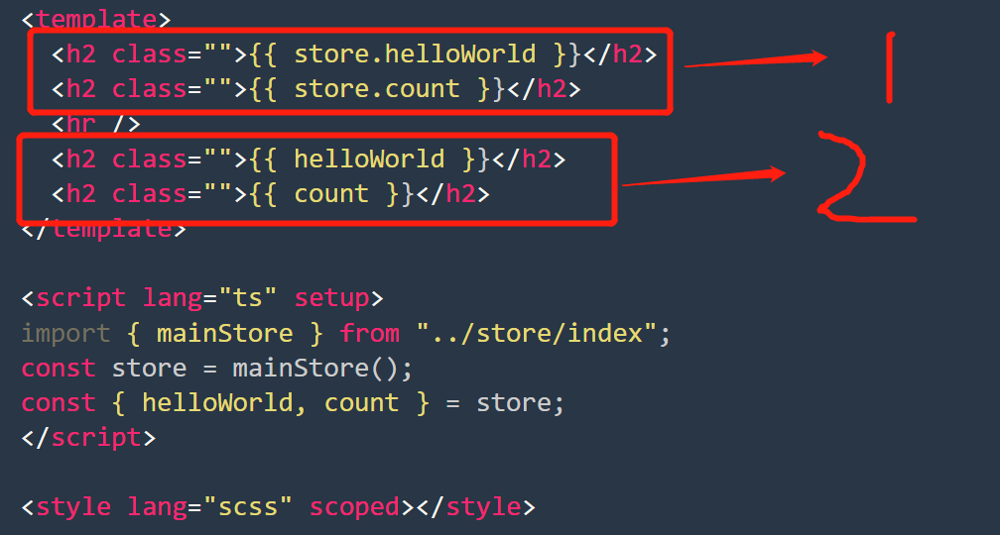 <template>
<h2 class="">{{ store.helloWorld }}</h2>
1
<h2 class="">{{ store.count }}</h2>
<hr />
<h2 class="">{{ helloWorld }}</h2>
2
<h2 class="">{{ count }}</h2>
</template>
<script lang="ts" setup>
import { mainStore } from "../store/index";
const store = mainStore();
const { helloWorld, count } = store;
</script>
<style lang="scss" scoped></style>